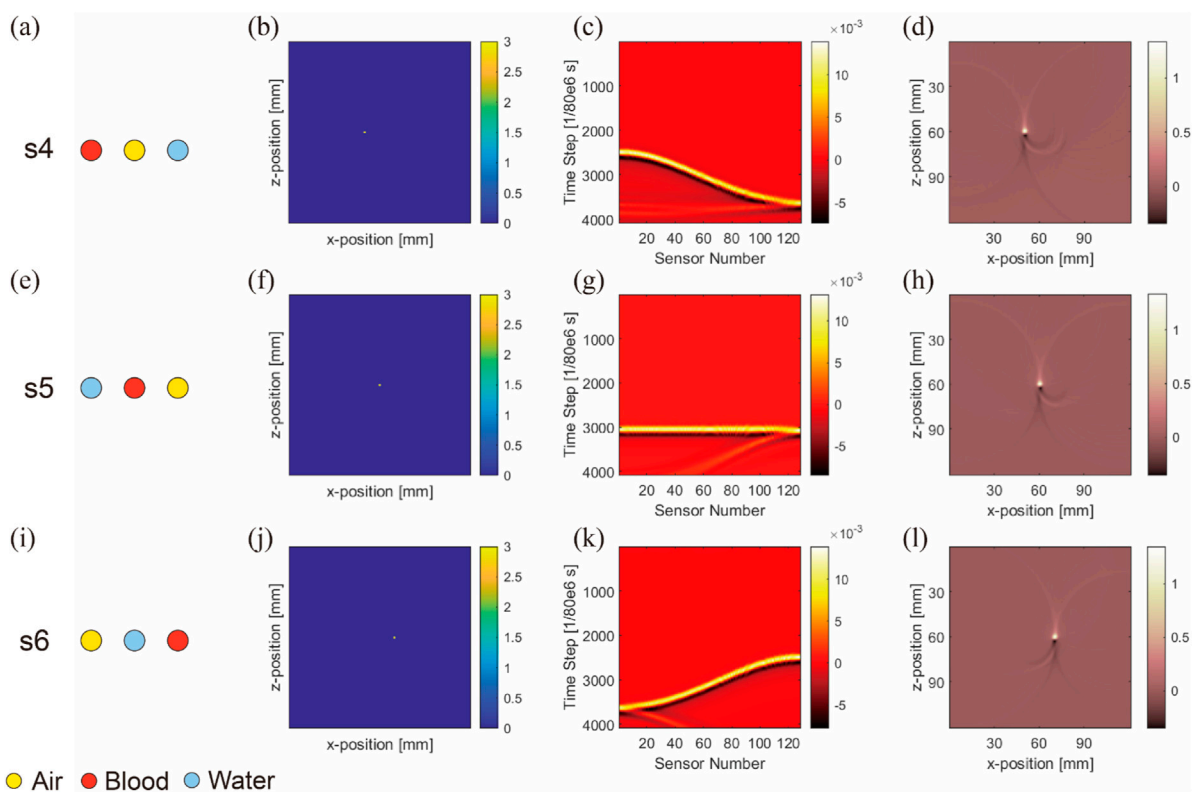 (a)
(b)
(c)
(d)
s4
z-position [mm]
3
2.5
2
1.5
1
0.5
0
x-position [mm]
Time Step [1/80e6 s]
1000
2000
3000
4000
20 40 60 80 100 120
Sensor Number
×10⁻³
10
5
0
-5
z-position [mm]
30
60
90
30 60 90
x-position [mm]
1
0.5
0
(e)
(f)
(g)
(h)
s5
z-position [mm]
3
2.5
2
1.5
1
0.5
0
x-position [mm]
Time Step [1/80e6 s]
1000
2000
3000
4000
20 40 60 80 100 120
Sensor Number
×10⁻³
10
5
0
-5
z-position [mm]
30
60
90
30 60 90
x-position [mm]
1
0.5
0
(i)
(j)
(k)
(l)
s6
z-position [mm]
3
2.5
2
1.5
1
0.5
0
x-position [mm]
Time Step [1/80e6 s]
1000
2000
3000
4000
20 40 60 80 100 120
Sensor Number
×10⁻³
10
5
0
-5
z-position [mm]
30
60
90
30 60 90
x-position [mm]
1
0.5
0
Air Blood Water